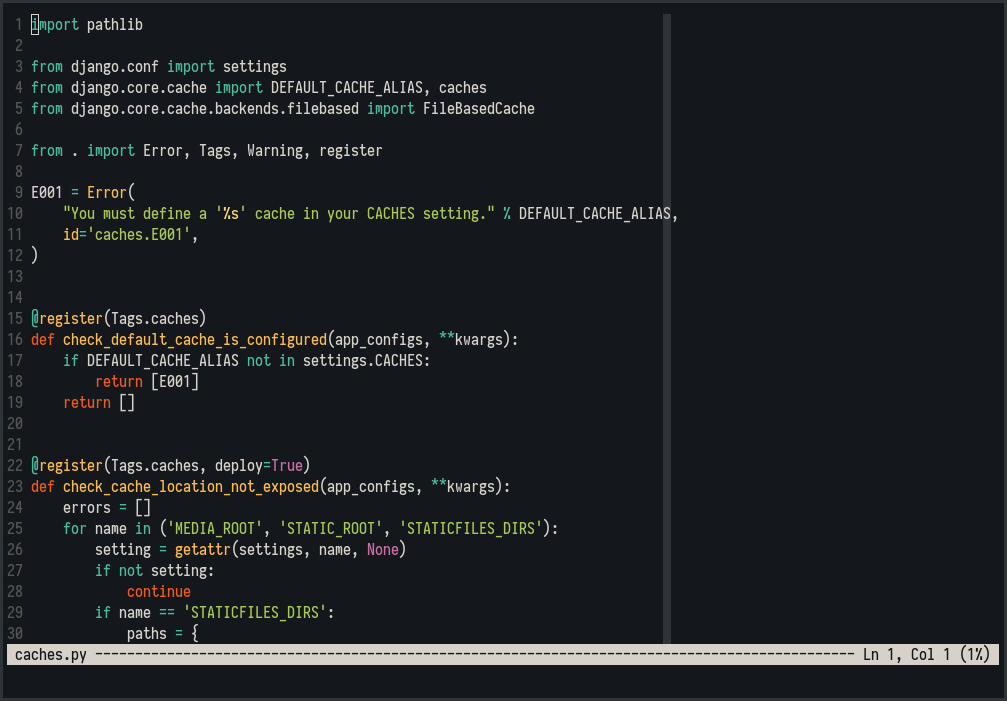 1 import pathlib
2
3 from django.conf import settings
4 from django.core.cache import DEFAULT_CACHE_ALIAS, caches
5 from django.core.cache.backends.filebased import FileBasedCache
6
7 from . import Error, Tags, Warning, register
8
9 E001 = Error(
10     "You must define a '%s' cache in your CACHES setting." % DEFAULT_CACHE_ALIAS,
11     id='caches.E001',
12 )
13
14
15 @register(Tags.caches)
16 def check_default_cache_is_configured(app_configs, **kwargs):
17     if DEFAULT_CACHE_ALIAS not in settings.CACHES:
18         return [E001]
19     return []
20
21
22 @register(Tags.caches, deploy=True)
23 def check_cache_location_not_exposed(app_configs, **kwargs):
24     errors = []
25     for name in ('MEDIA_ROOT', 'STATIC_ROOT', 'STATICFILES_DIRS'):
26         setting = getattr(settings, name, None)
27         if not setting:
28             continue
29         if name == 'STATICFILES_DIRS':
30             paths = {
caches.py ----------------------------------------------------------------------------------------------- Ln 1, Col 1 (1%)